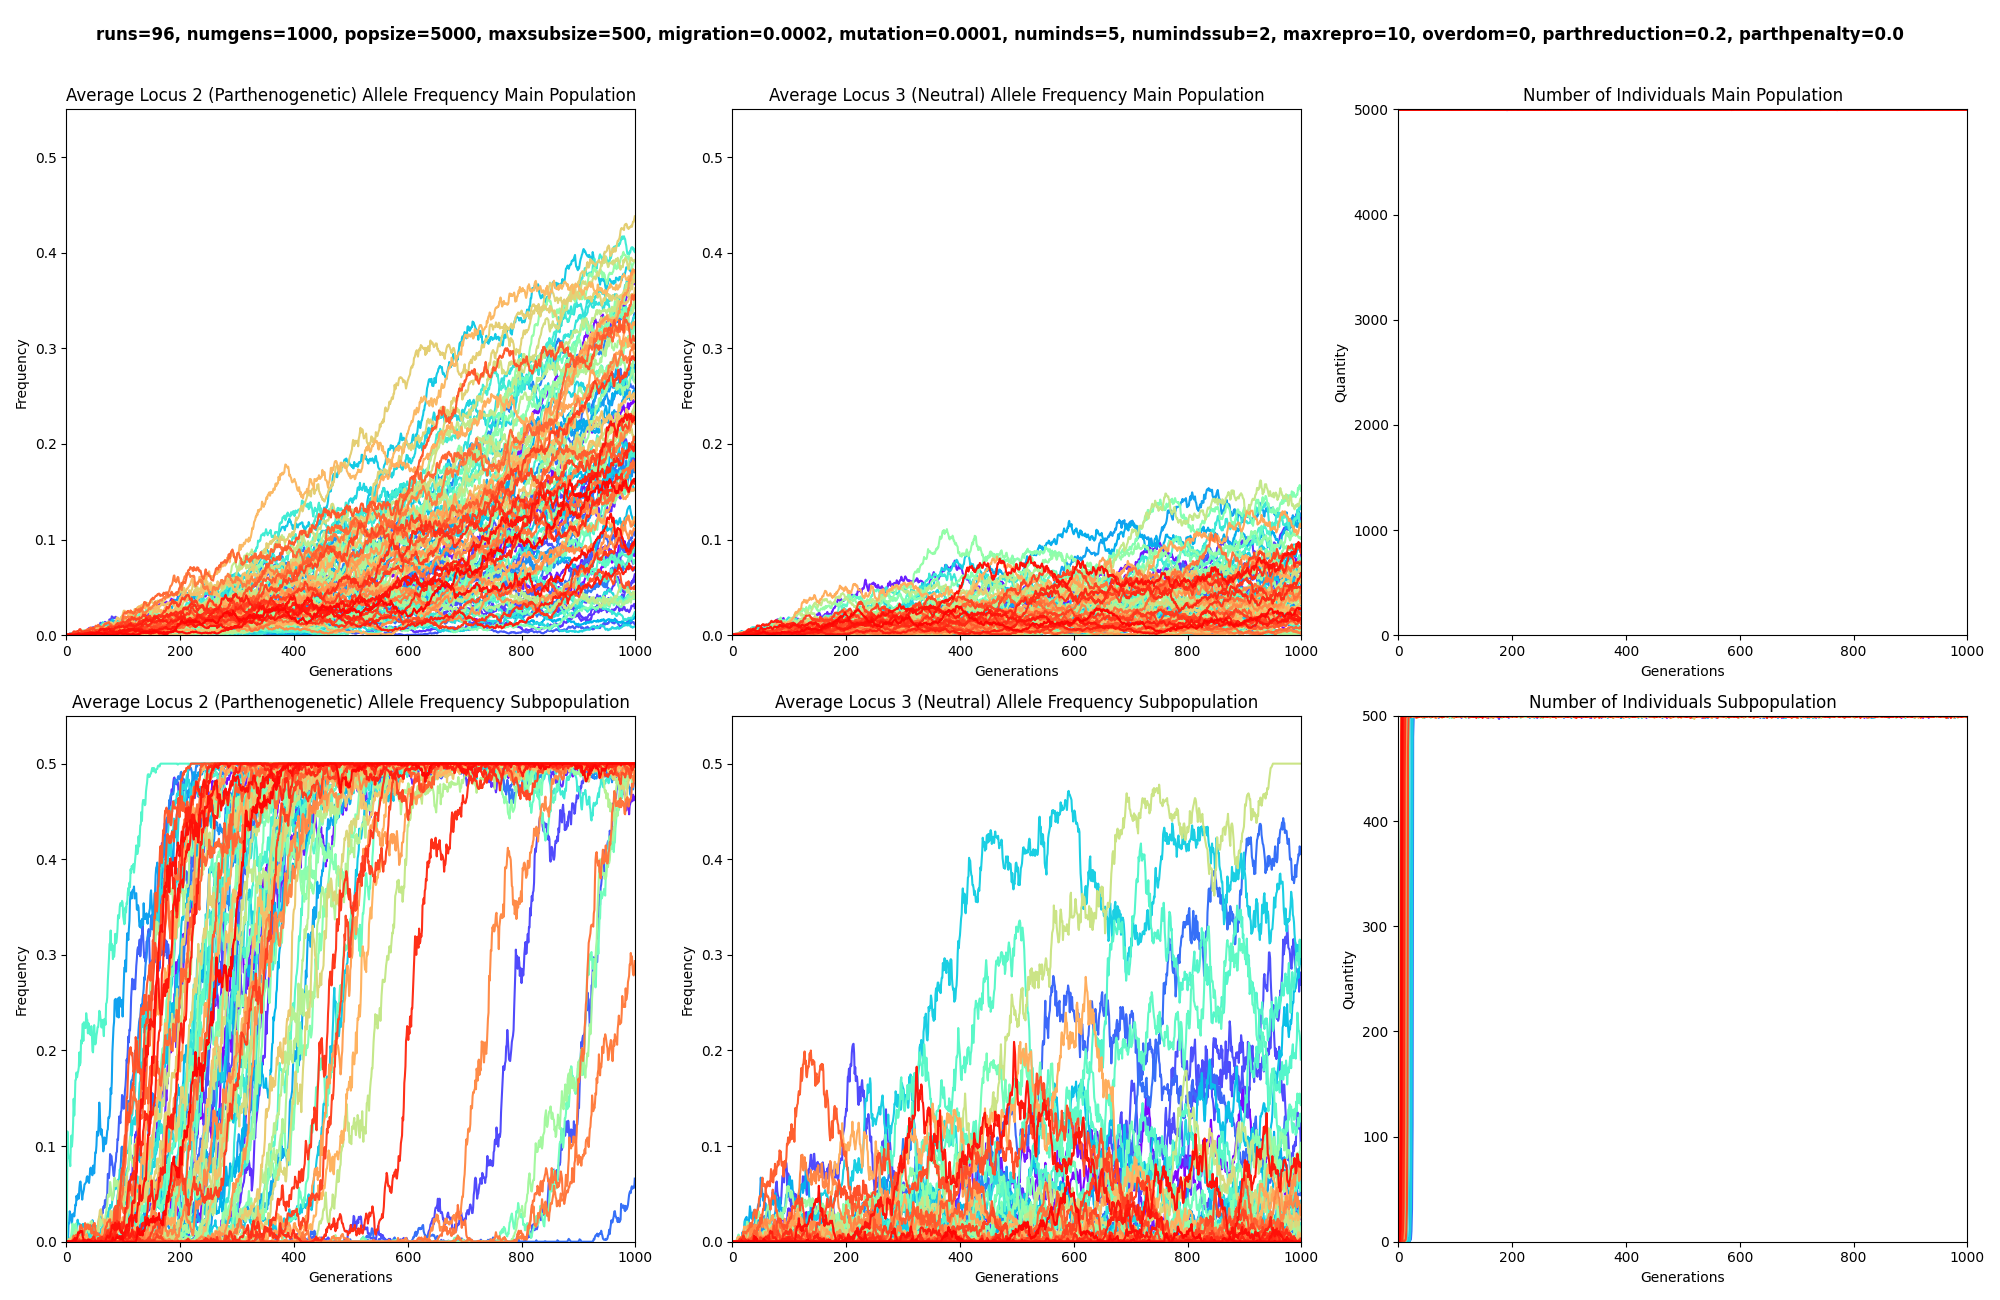 runs=96, numgens=1000, popsize=5000, maxsubsize=500, migration=0.0002, mutation=0.0001, numinds=5, numindssub=2, maxrepro=10, overdom=0, parthreduction=0.2, parthpenalty=0.0
Average Locus 2 (Parthenogenetic) Allele Frequency Main Population
0.5
0.4
0.3
0.2
0.1
0.0
Frequency
0 200 400 600 800 1000
Generations
Average Locus 3 (Neutral) Allele Frequency Main Population
0.5
0.4
0.3
0.2
0.1
0.0
Frequency
0 200 400 600 800 1000
Generations
Number of Individuals Main Population
5000
4000
3000
2000
1000
0
Quantity
0 200 400 600 800 1000
Generations
Average Locus 2 (Parthenogenetic) Allele Frequency Subpopulation
0.5
0.4
0.3
0.2
0.1
0.0
Frequency
0 200 400 600 800 1000
Generations
Average Locus 3 (Neutral) Allele Frequency Subpopulation
0.5
0.4
0.3
0.2
0.1
0.0
Frequency
0 200 400 600 800 1000
Generations
Number of Individuals Subpopulation
500
400
300
200
100
0
Quantity
0 200 400 600 800 1000
Generations